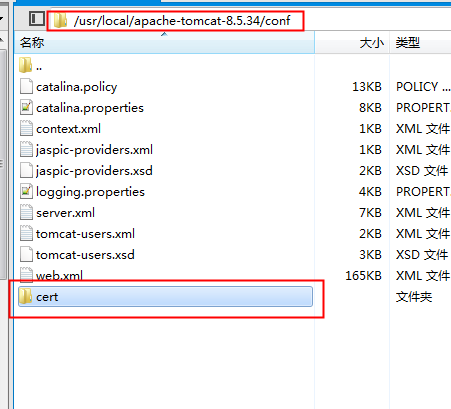 /usr/local/apache-tomcat-8.5.34/conf
名称 大小 类型
..
catalina.policy 13KB POLICY ...
catalina.properties 8KB PROPERT...
context.xml 1KB XML 文件
jaspic-providers.xml 1KB XML 文件
jaspic-providers.xsd 2KB XSD 文件
logging.properties 4KB PROPERT...
server.xml 7KB XML 文件
tomcat-users.xml 2KB XML 文件
tomcat-users.xsd 3KB XSD 文件
web.xml 165KB XML 文件
cert 文件夹